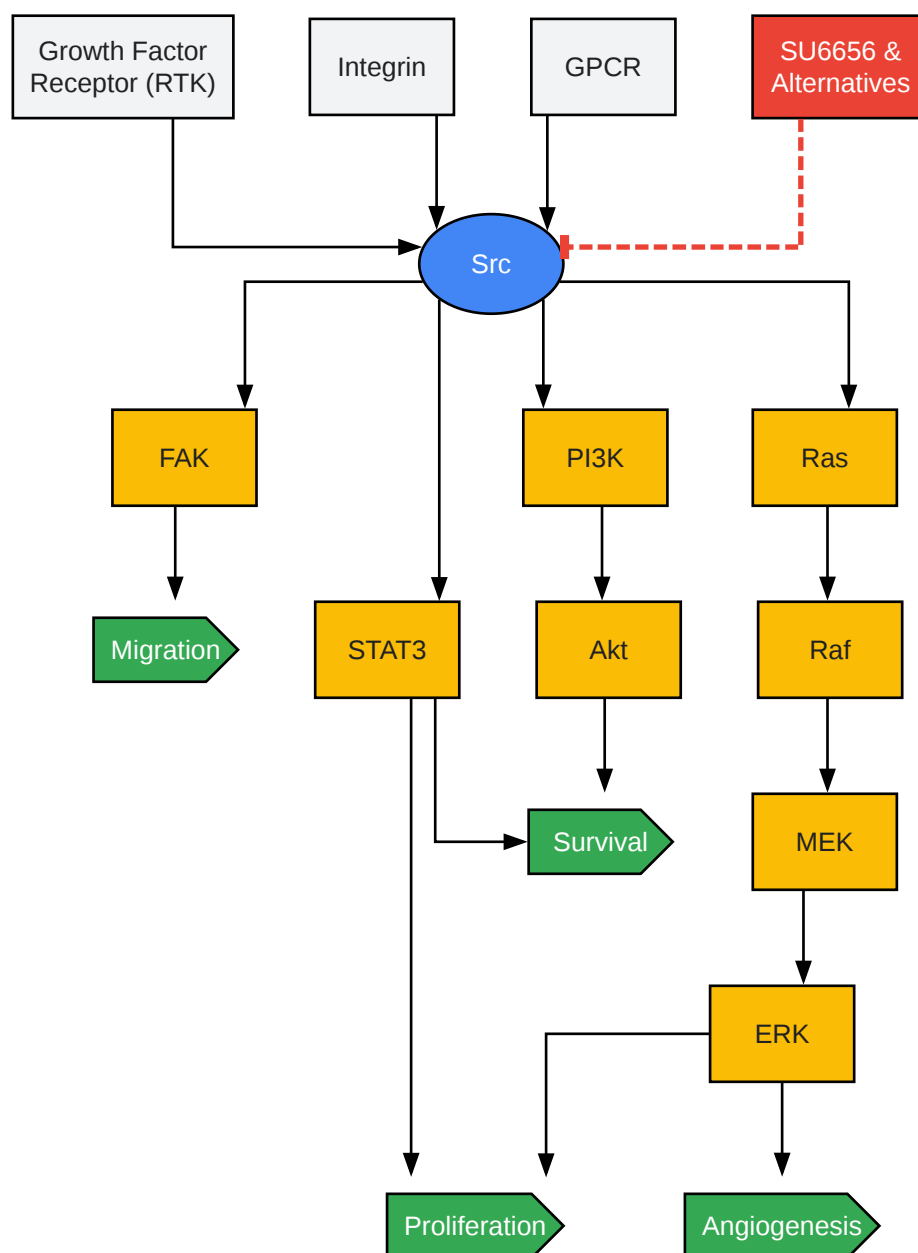 Growth Factor
Receptor (RTK)
Integrin
GPCR
SU6656 &
Alternatives
Src
FAK
PI3K
Ras
Migration
STAT3
Akt
Raf
Survival
MEK
ERK
Proliferation
Angiogenesis